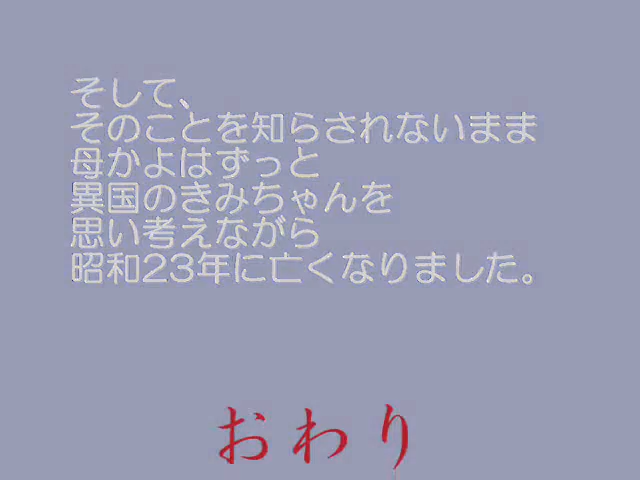 そして、
そのことを知らされないまま
母かよはずっと
異国のきみちゃんを
思い考えながら
昭和23年に亡くなりました。
おわり